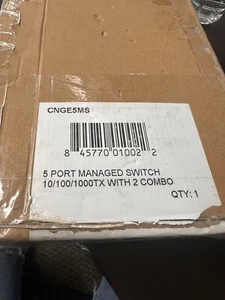 CNGE5MS
8 45770 01002 2
5 PORT MANAGED SWITCH
10/100/1000TX WITH 2 COMBO
QTY: 1